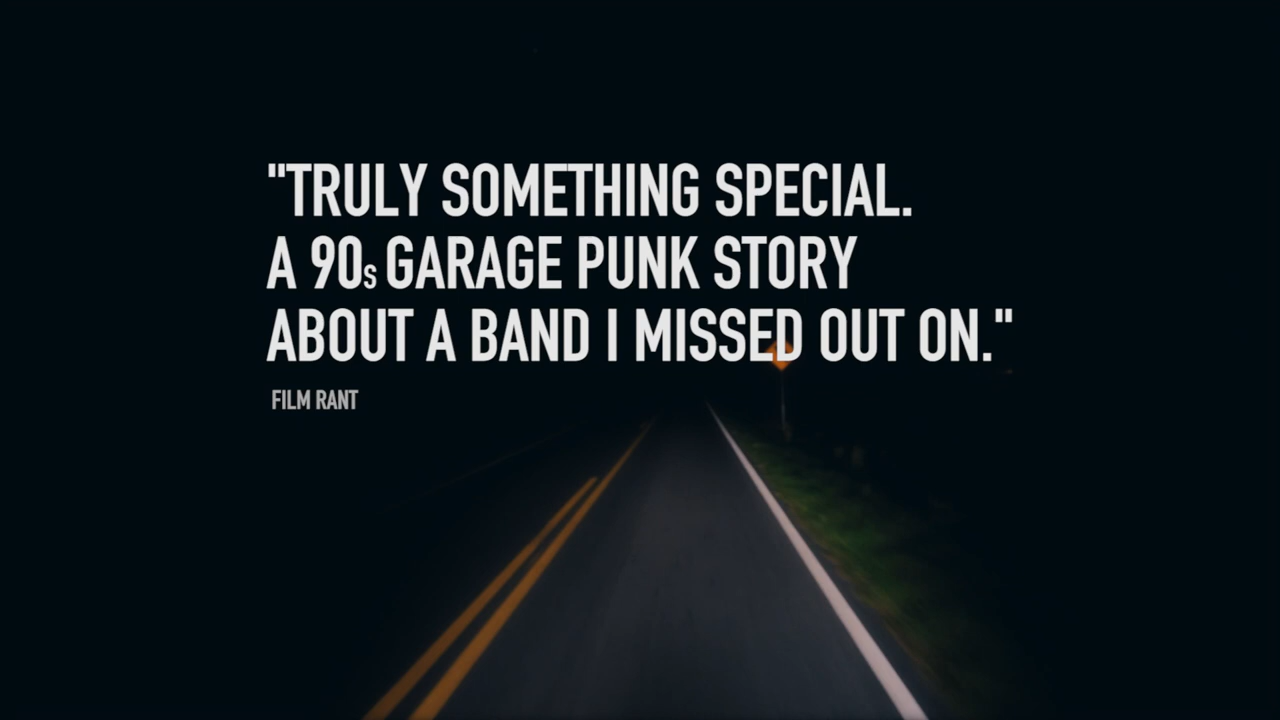 "TRULY SOMETHING SPECIAL.
A 90s GARAGE PUNK STORY
ABOUT A BAND I MISSED OUT ON."
FILM RANT